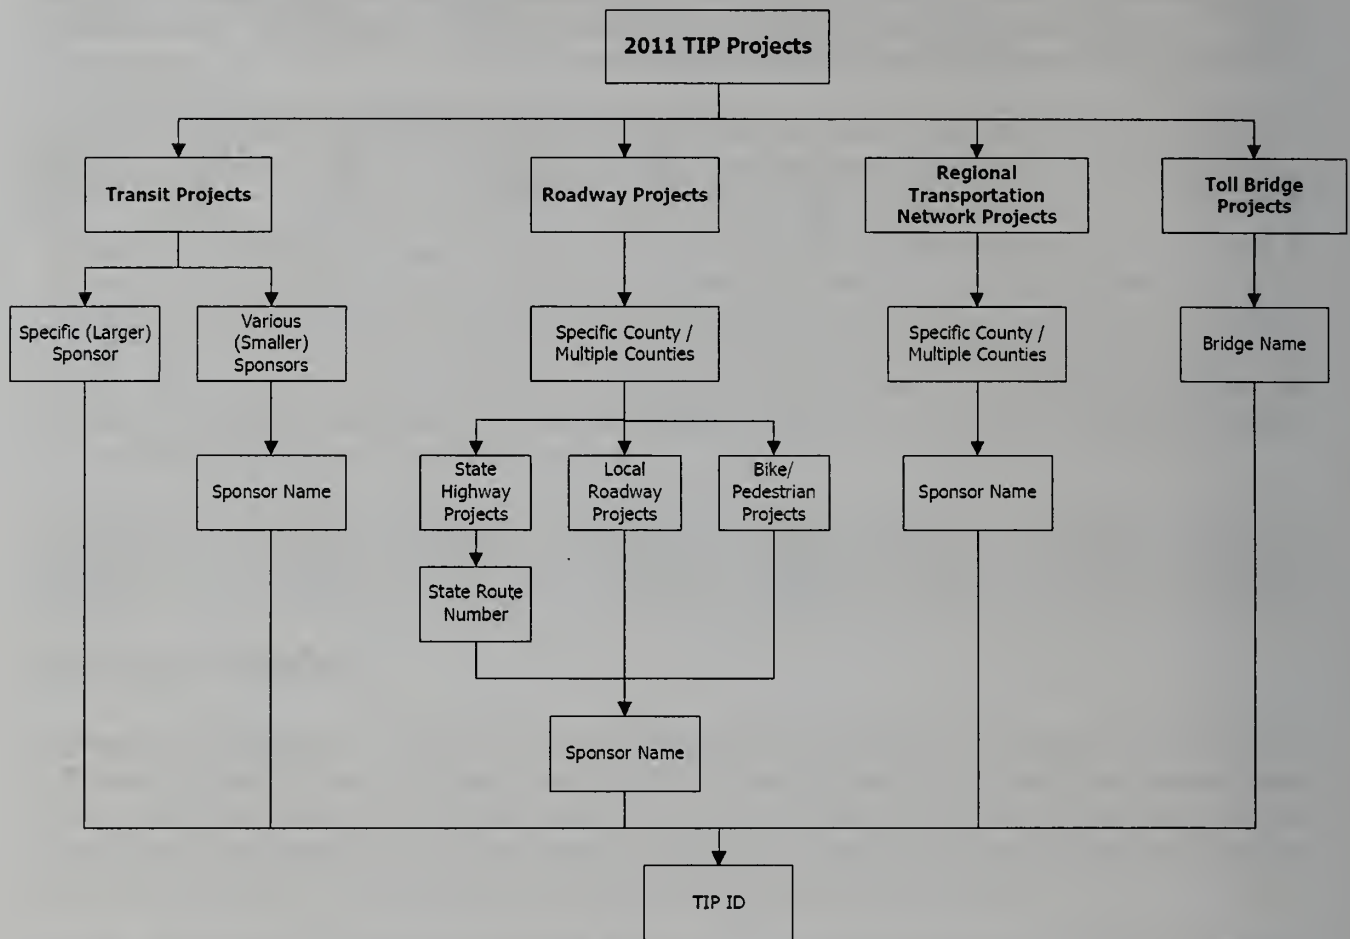 2011 TIP Projects
Transit Projects
Roadway Projects
Regional
Transportation
Network Projects
Toll Bridge
Projects
Specific (Larger)
Sponsor
Various
(Smaller)
Sponsors
Specific County /
Multiple Counties
Specific County /
Multiple Counties
Bridge Name
Sponsor Name
State
Highway
Projects
Local
Roadway
Projects
Bike/
Pedestrian
Projects
Sponsor Name
State Route
Number
Sponsor Name
TIP ID